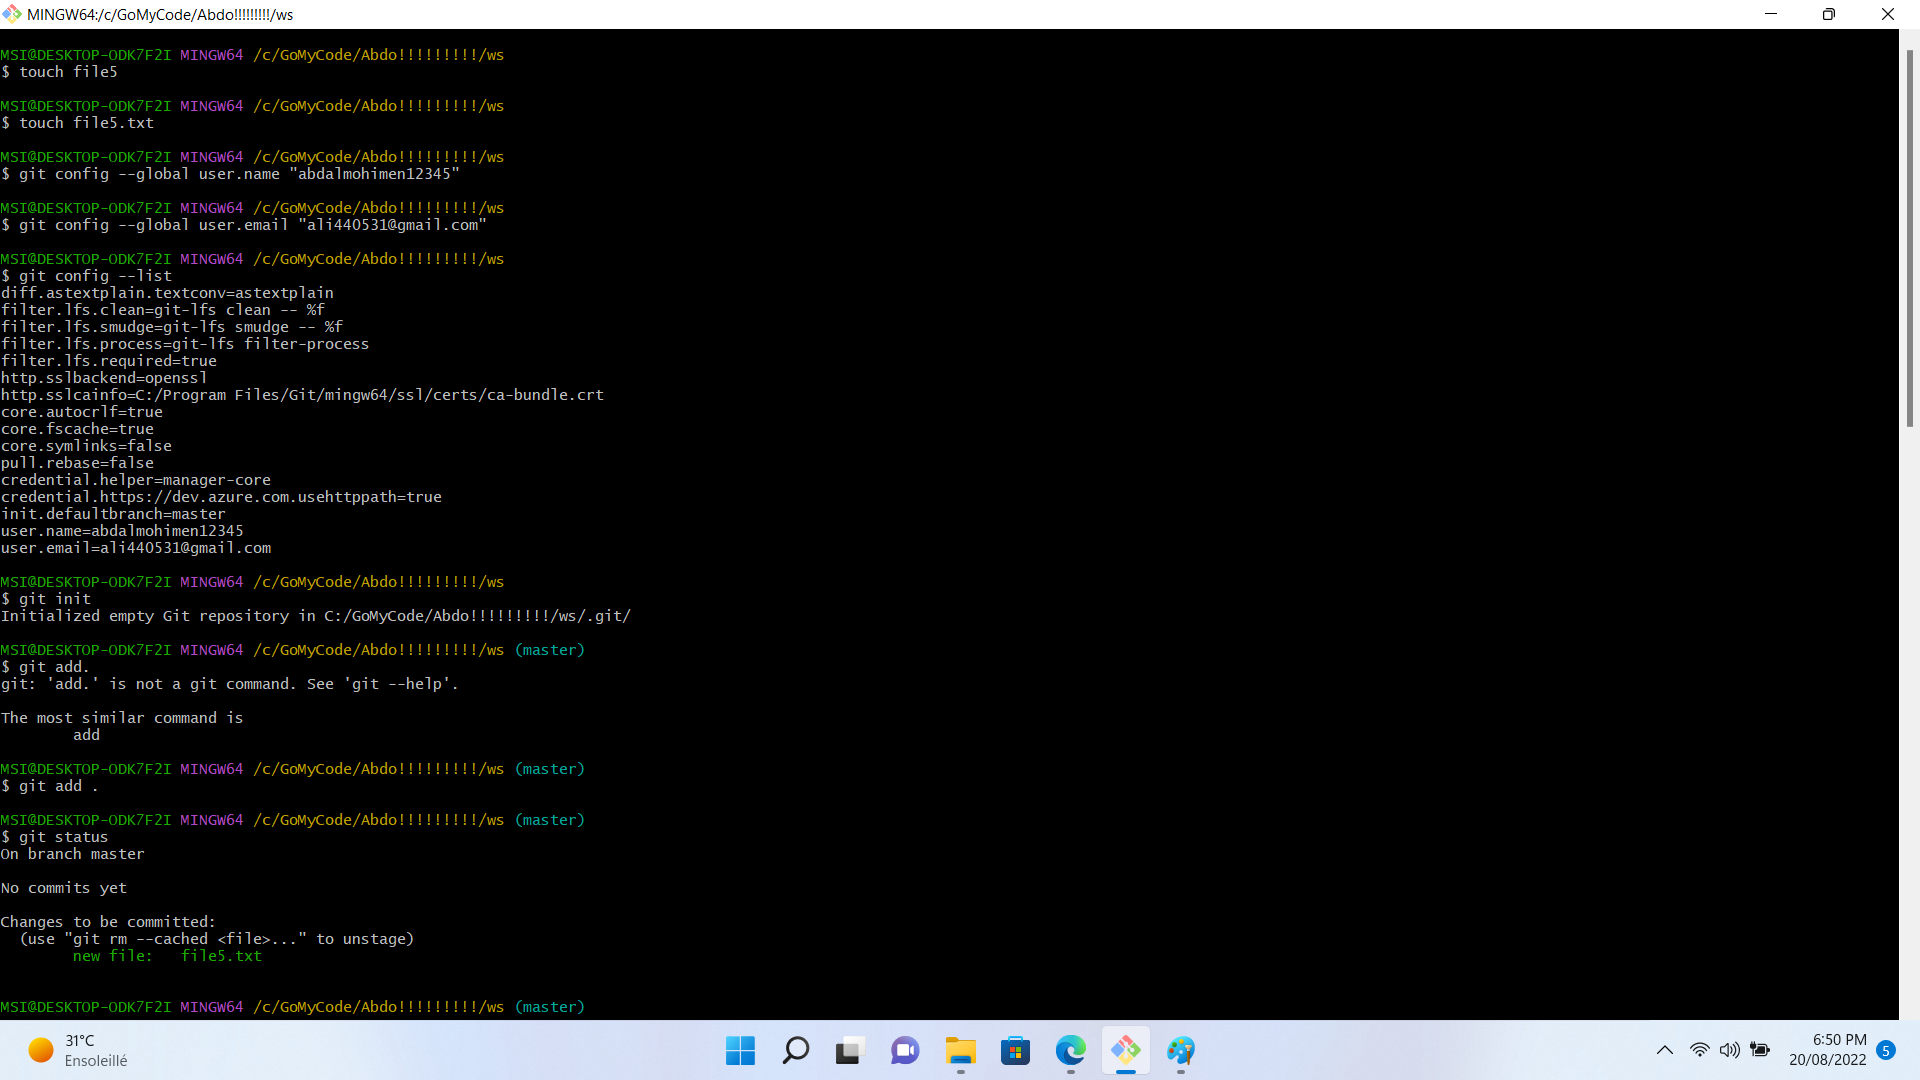 MINGW64:/c/GoMyCode/Abdo!!!!!!!!!/ws
MSI@DESKTOP-ODK7F2I MINGW64 /c/GoMyCode/Abdo!!!!!!!!!/ws
$ touch file5
MSI@DESKTOP-ODK7F2I MINGW64 /c/GoMyCode/Abdo!!!!!!!!!/ws
$ touch file5.txt
MSI@DESKTOP-ODK7F2I MINGW64 /c/GoMyCode/Abdo!!!!!!!!!/ws
$ git config --global user.name "abdalmohimen12345"
MSI@DESKTOP-ODK7F2I MINGW64 /c/GoMyCode/Abdo!!!!!!!!!/ws
$ git config --global user.email "ali440531@gmail.com"
MSI@DESKTOP-ODK7F2I MINGW64 /c/GoMyCode/Abdo!!!!!!!!!/ws
$ git config --list
diff.astextplain.textconv=astextplain
filter.lfs.clean=git-lfs clean -- %f
filter.lfs.smudge=git-lfs smudge -- %f
filter.lfs.process=git-lfs filter-process
filter.lfs.required=true
http.sslbackend=openssl
http.sslcainfo=C:/Program Files/Git/mingw64/ssl/certs/ca-bundle.crt
core.autocrlf=true
core.fscache=true
core.symlinks=false
pull.rebase=false
credential.helper=manager-core
credential.https://dev.azure.com.usehttppath=true
init.defaultbranch=master
user.name=abdalmohimen12345
user.email=ali440531@gmail.com
MSI@DESKTOP-ODK7F2I MINGW64 /c/GoMyCode/Abdo!!!!!!!!!/ws
$ git init
Initialized empty Git repository in C:/GoMyCode/Abdo!!!!!!!!!/ws/.git/
MSI@DESKTOP-ODK7F2I MINGW64 /c/GoMyCode/Abdo!!!!!!!!!/ws (master)
$ git add.
git: 'add.' is not a git command. See 'git --help'.
The most similar command is
add
MSI@DESKTOP-ODK7F2I MINGW64 /c/GoMyCode/Abdo!!!!!!!!!/ws (master)
$ git add .
MSI@DESKTOP-ODK7F2I MINGW64 /c/GoMyCode/Abdo!!!!!!!!!/ws (master)
$ git status
On branch master
No commits yet
Changes to be committed:
(use "git rm --cached <file>..." to unstage)
new file:   file5.txt
MSI@DESKTOP-ODK7F2I MINGW64 /c/GoMyCode/Abdo!!!!!!!!!/ws (master)
31°C
Ensoleillé
6:50 PM
20/08/2022
5